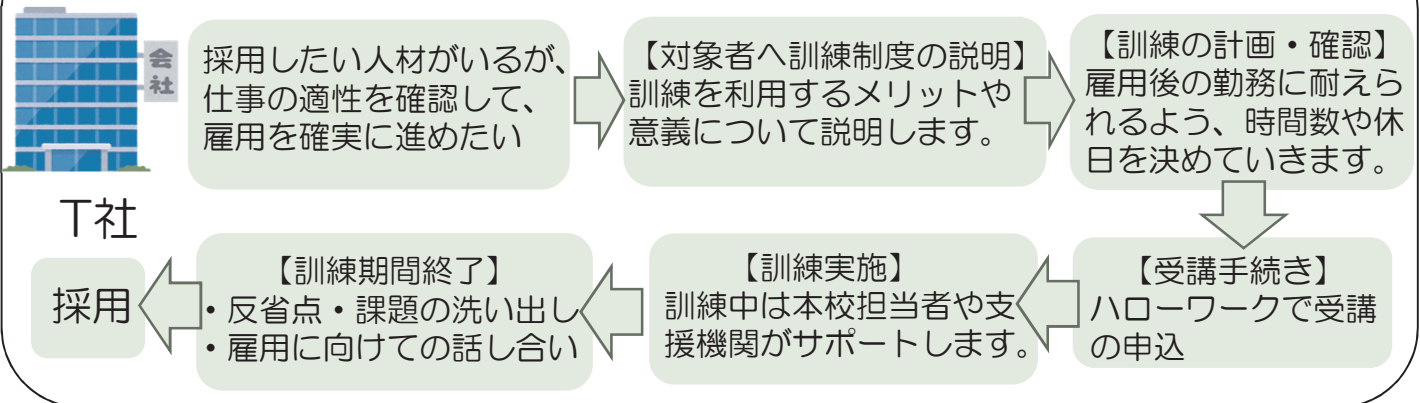 会
社
T社
採用したい人材がいるが、
仕事の適性を確認して、
雇用を確実に進めたい
【対象者へ訓練制度の説明】
訓練を利用するメリットや
意義について説明します。
【訓練の計画・確認】
雇用後の勤務に耐えら
れるよう、時間数や休
日を決めていきます。
【受講手続き】
ハローワークで受講
の申込
【訓練実施】
訓練中は本校担当者や支
援機関がサポートします。
【訓練期間終了】
・反省点・課題の洗い出し
・雇用に向けての話し合い
採用